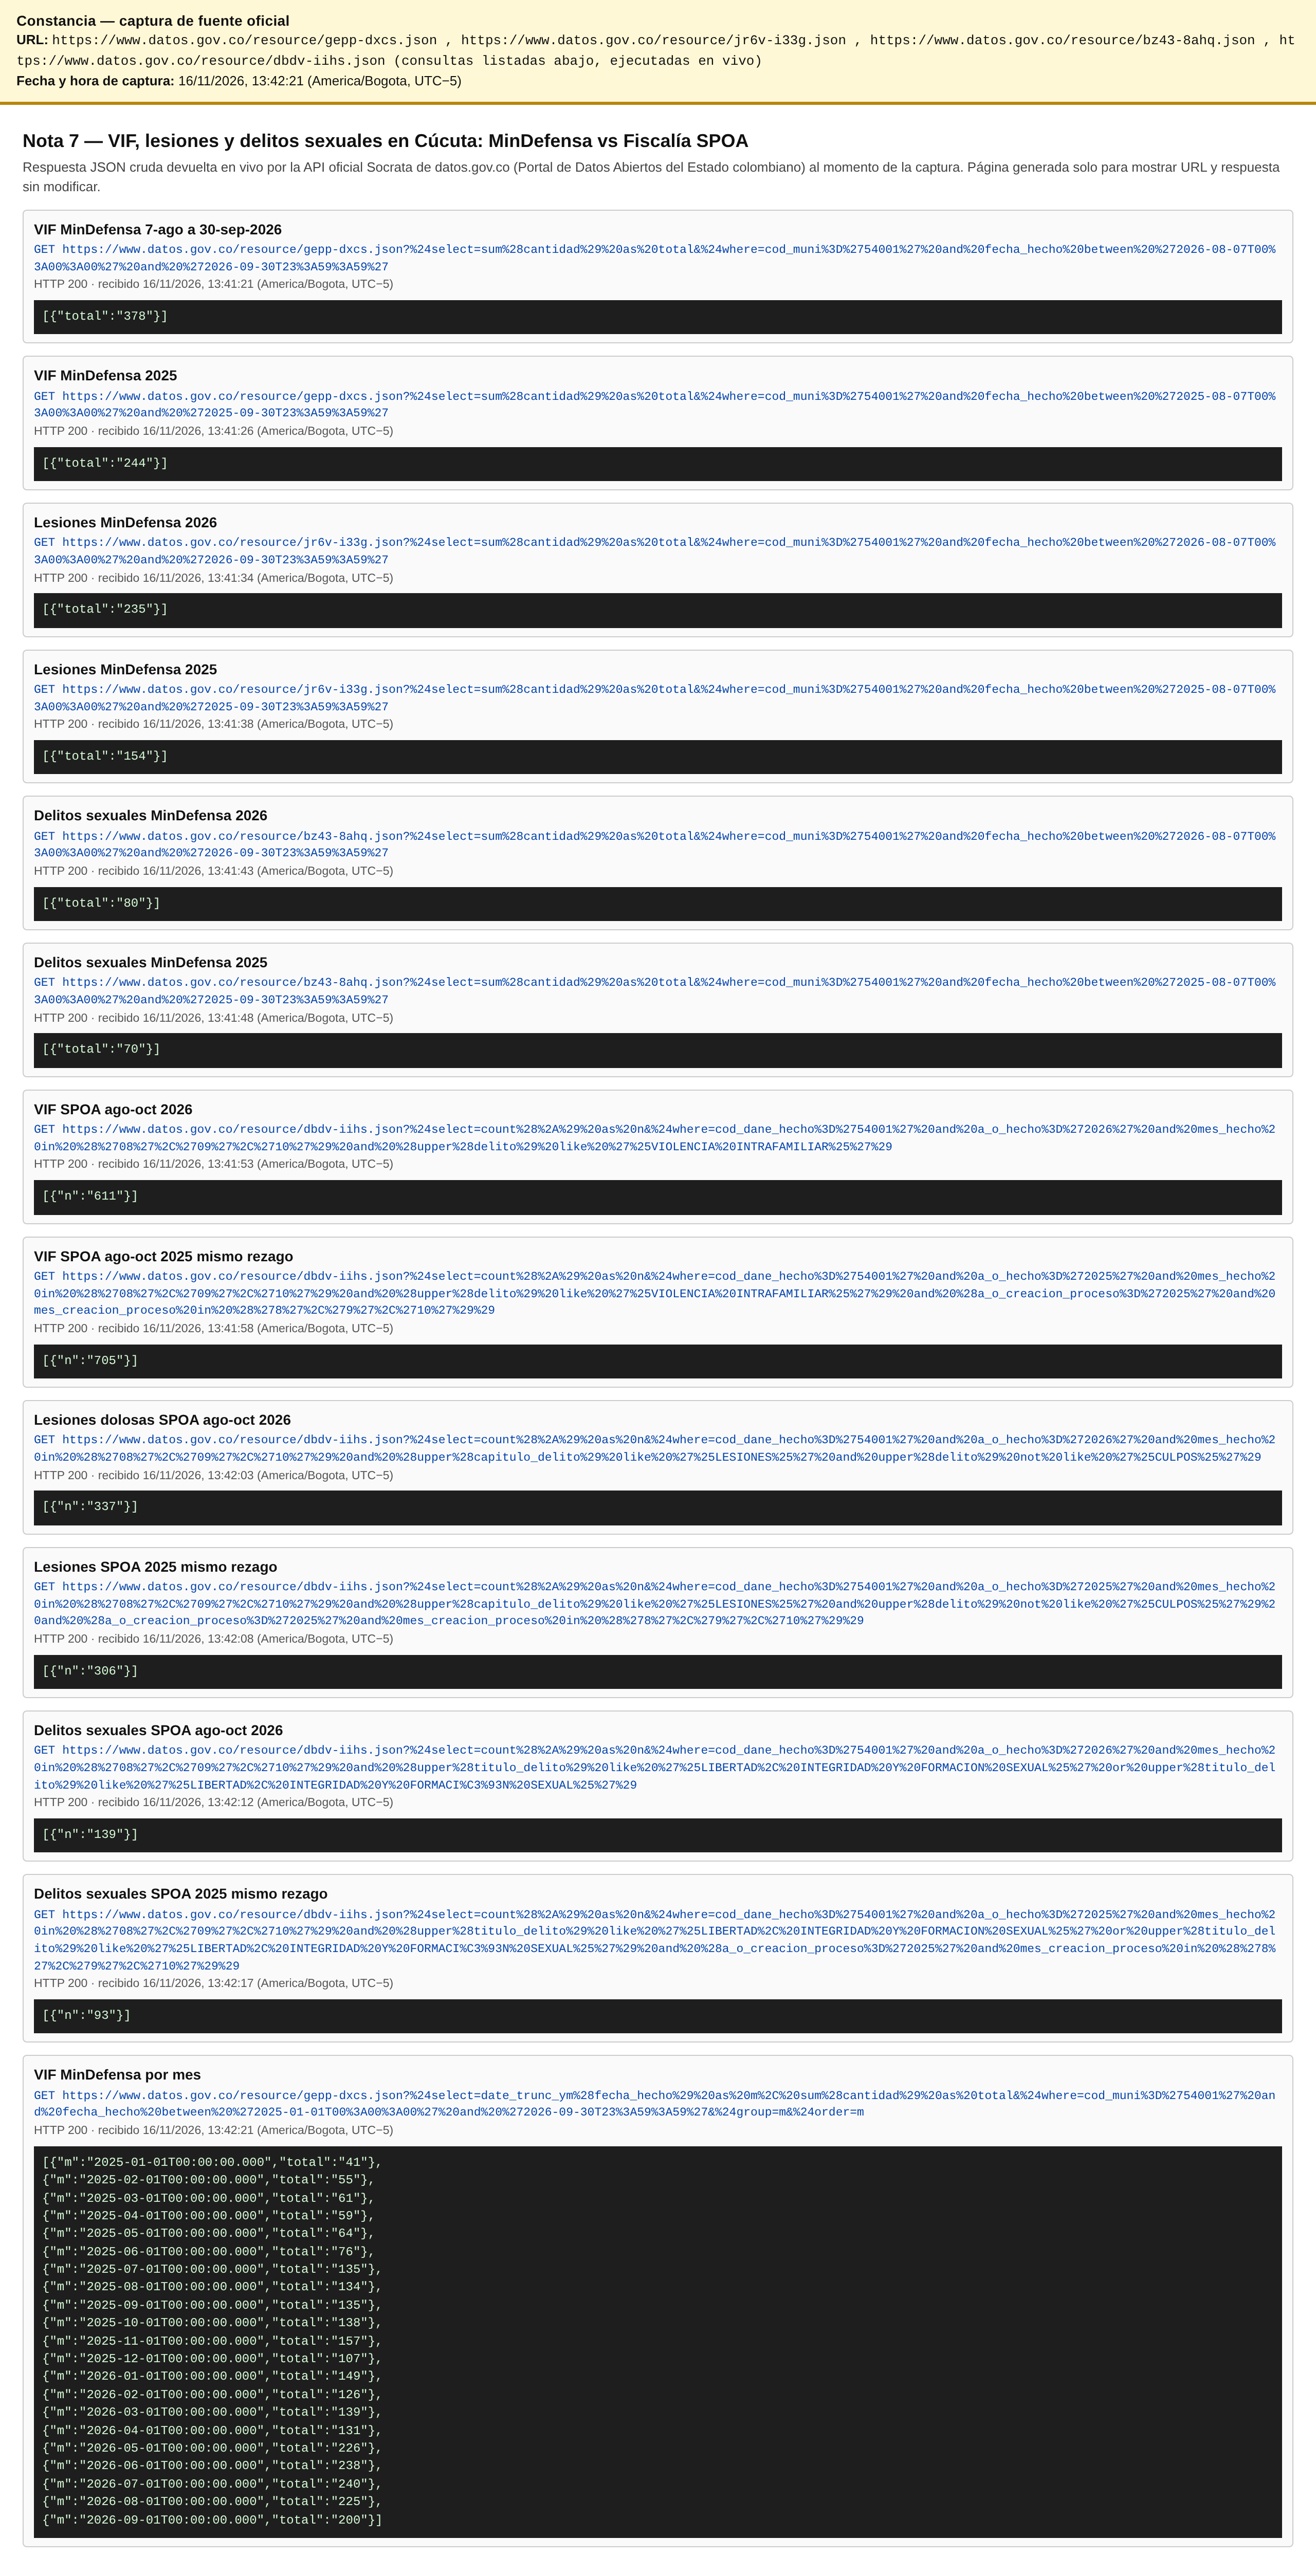 Constancia — captura de fuente oficial
URL: https://www.datos.gov.co/resource/gepp-dxcs.json , https://www.datos.gov.co/resource/jr6v-i33g.json , https://www.datos.gov.co/resource/bz43-8ahq.json , ht
tps://www.datos.gov.co/resource/dbdv-iihs.json (consultas listadas abajo, ejecutadas en vivo)
Fecha y hora de captura: 16/11/2026, 13:42:21 (America/Bogota, UTC−5)
Nota 7 — VIF, lesiones y delitos sexuales en Cúcuta: MinDefensa vs Fiscalía SPOA
Respuesta JSON cruda devuelta en vivo por la API oficial Socrata de datos.gov.co (Portal de Datos Abiertos del Estado colombiano) al momento de la captura. Página generada solo para mostrar URL y respuesta
sin modificar.
VIF MinDefensa 7-ago a 30-sep-2026
GET https://www.datos.gov.co/resource/gepp-dxcs.json?%24select=sum%28cantidad%29%20as%20total&%24where=cod_muni%3D%2754001%27%20and%20fecha_hecho%20between%20%272026-08-07T00%
3A00%3A00%27%20and%20%272026-09-30T23%3A59%3A59%27
HTTP 200 · recibido 16/11/2026, 13:41:21 (America/Bogota, UTC−5)
[{"total":"378"}]
VIF MinDefensa 2025
GET https://www.datos.gov.co/resource/gepp-dxcs.json?%24select=sum%28cantidad%29%20as%20total&%24where=cod_muni%3D%2754001%27%20and%20fecha_hecho%20between%20%272025-08-07T00%
3A00%3A00%27%20and%20%272025-09-30T23%3A59%3A59%27
HTTP 200 · recibido 16/11/2026, 13:41:26 (America/Bogota, UTC−5)
[{"total":"244"}]
Lesiones MinDefensa 2026
GET https://www.datos.gov.co/resource/jr6v-i33g.json?%24select=sum%28cantidad%29%20as%20total&%24where=cod_muni%3D%2754001%27%20and%20fecha_hecho%20between%20%272026-08-07T00%
3A00%3A00%27%20and%20%272026-09-30T23%3A59%3A59%27
HTTP 200 · recibido 16/11/2026, 13:41:34 (America/Bogota, UTC−5)
[{"total":"235"}]
Lesiones MinDefensa 2025
GET https://www.datos.gov.co/resource/jr6v-i33g.json?%24select=sum%28cantidad%29%20as%20total&%24where=cod_muni%3D%2754001%27%20and%20fecha_hecho%20between%20%272025-08-07T00%
3A00%3A00%27%20and%20%272025-09-30T23%3A59%3A59%27
HTTP 200 · recibido 16/11/2026, 13:41:38 (America/Bogota, UTC−5)
[{"total":"154"}]
Delitos sexuales MinDefensa 2026
GET https://www.datos.gov.co/resource/bz43-8ahq.json?%24select=sum%28cantidad%29%20as%20total&%24where=cod_muni%3D%2754001%27%20and%20fecha_hecho%20between%20%272026-08-07T00%
3A00%3A00%27%20and%20%272026-09-30T23%3A59%3A59%27
HTTP 200 · recibido 16/11/2026, 13:41:43 (America/Bogota, UTC−5)
[{"total":"80"}]
Delitos sexuales MinDefensa 2025
GET https://www.datos.gov.co/resource/bz43-8ahq.json?%24select=sum%28cantidad%29%20as%20total&%24where=cod_muni%3D%2754001%27%20and%20fecha_hecho%20between%20%272025-08-07T00%
3A00%3A00%27%20and%20%272025-09-30T23%3A59%3A59%27
HTTP 200 · recibido 16/11/2026, 13:41:48 (America/Bogota, UTC−5)
[{"total":"70"}]
VIF SPOA ago-oct 2026
GET https://www.datos.gov.co/resource/dbdv-iihs.json?%24select=count%28%2A%29%20as%20n&%24where=cod_dane_hecho%3D%2754001%27%20and%20a_o_hecho%3D%272026%27%20and%20mes_hecho%2
0in%20%28%2708%27%2C%2709%27%2C%2710%27%29%20and%20%28upper%28delito%29%20like%20%27%25VIOLENCIA%20INTRAFAMILIAR%25%27%29
HTTP 200 · recibido 16/11/2026, 13:41:53 (America/Bogota, UTC−5)
[{"n":"611"}]
VIF SPOA ago-oct 2025 mismo rezago
GET https://www.datos.gov.co/resource/dbdv-iihs.json?%24select=count%28%2A%29%20as%20n&%24where=cod_dane_hecho%3D%2754001%27%20and%20a_o_hecho%3D%272025%27%20and%20mes_hecho%2
0in%20%28%2708%27%2C%2709%27%2C%2710%27%29%20and%20%28upper%28delito%29%20like%20%27%25VIOLENCIA%20INTRAFAMILIAR%25%27%29%20and%20%28a_o_creacion_proceso%3D%272025%27%20and%20
mes_creacion_proceso%20in%20%28%278%27%2C%279%27%2C%2710%27%29%29
HTTP 200 · recibido 16/11/2026, 13:41:58 (America/Bogota, UTC−5)
[{"n":"705"}]
Lesiones dolosas SPOA ago-oct 2026
GET https://www.datos.gov.co/resource/dbdv-iihs.json?%24select=count%28%2A%29%20as%20n&%24where=cod_dane_hecho%3D%2754001%27%20and%20a_o_hecho%3D%272026%27%20and%20mes_hecho%2
0in%20%28%2708%27%2C%2709%27%2C%2710%27%29%20and%20%28upper%28capitulo_delito%29%20like%20%27%25LESIONES%25%27%20and%20upper%28delito%29%20not%20like%20%27%25CULPOS%25%27%29
HTTP 200 · recibido 16/11/2026, 13:42:03 (America/Bogota, UTC−5)
[{"n":"337"}]
Lesiones SPOA 2025 mismo rezago
GET https://www.datos.gov.co/resource/dbdv-iihs.json?%24select=count%28%2A%29%20as%20n&%24where=cod_dane_hecho%3D%2754001%27%20and%20a_o_hecho%3D%272025%27%20and%20mes_hecho%2
0in%20%28%2708%27%2C%2709%27%2C%2710%27%29%20and%20%28upper%28capitulo_delito%29%20like%20%27%25LESIONES%25%27%20and%20upper%28delito%29%20not%20like%20%27%25CULPOS%25%27%29%2
0and%20%28a_o_creacion_proceso%3D%272025%27%20and%20mes_creacion_proceso%20in%20%28%278%27%2C%279%27%2C%2710%27%29%29
HTTP 200 · recibido 16/11/2026, 13:42:08 (America/Bogota, UTC−5)
[{"n":"306"}]
Delitos sexuales SPOA ago-oct 2026
GET https://www.datos.gov.co/resource/dbdv-iihs.json?%24select=count%28%2A%29%20as%20n&%24where=cod_dane_hecho%3D%2754001%27%20and%20a_o_hecho%3D%272026%27%20and%20mes_hecho%2
0in%20%28%2708%27%2C%2709%27%2C%2710%27%29%20and%20%28upper%28titulo_delito%29%20like%20%27%25LIBERTAD%2C%20INTEGRIDAD%20Y%20FORMACION%20SEXUAL%25%27%20or%20upper%28titulo_del
ito%29%20like%20%27%25LIBERTAD%2C%20INTEGRIDAD%20Y%20FORMACI%C3%93N%20SEXUAL%25%27%29
HTTP 200 · recibido 16/11/2026, 13:42:12 (America/Bogota, UTC−5)
[{"n":"139"}]
Delitos sexuales SPOA 2025 mismo rezago
GET https://www.datos.gov.co/resource/dbdv-iihs.json?%24select=count%28%2A%29%20as%20n&%24where=cod_dane_hecho%3D%2754001%27%20and%20a_o_hecho%3D%272025%27%20and%20mes_hecho%2
0in%20%28%2708%27%2C%2709%27%2C%2710%27%29%20and%20%28upper%28titulo_delito%29%20like%20%27%25LIBERTAD%2C%20INTEGRIDAD%20Y%20FORMACION%20SEXUAL%25%27%20or%20upper%28titulo_del
ito%29%20like%20%27%25LIBERTAD%2C%20INTEGRIDAD%20Y%20FORMACI%C3%93N%20SEXUAL%25%27%29%20and%20%28a_o_creacion_proceso%3D%272025%27%20and%20mes_creacion_proceso%20in%20%28%278%
27%2C%279%27%2C%2710%27%29%29
HTTP 200 · recibido 16/11/2026, 13:42:17 (America/Bogota, UTC−5)
[{"n":"93"}]
VIF MinDefensa por mes
GET https://www.datos.gov.co/resource/gepp-dxcs.json?%24select=date_trunc_ym%28fecha_hecho%29%20as%20m%2C%20sum%28cantidad%29%20as%20total&%24where=cod_muni%3D%2754001%27%20an
d%20fecha_hecho%20between%20%272025-01-01T00%3A00%3A00%27%20and%20%272026-09-30T23%3A59%3A59%27&%24group=m&%24order=m
HTTP 200 · recibido 16/11/2026, 13:42:21 (America/Bogota, UTC−5)
[{"m":"2025-01-01T00:00:00.000","total":"41"},
{"m":"2025-02-01T00:00:00.000","total":"55"},
{"m":"2025-03-01T00:00:00.000","total":"61"},
{"m":"2025-04-01T00:00:00.000","total":"59"},
{"m":"2025-05-01T00:00:00.000","total":"64"},
{"m":"2025-06-01T00:00:00.000","total":"76"},
{"m":"2025-07-01T00:00:00.000","total":"135"},
{"m":"2025-08-01T00:00:00.000","total":"134"},
{"m":"2025-09-01T00:00:00.000","total":"135"},
{"m":"2025-10-01T00:00:00.000","total":"138"},
{"m":"2025-11-01T00:00:00.000","total":"157"},
{"m":"2025-12-01T00:00:00.000","total":"107"},
{"m":"2026-01-01T00:00:00.000","total":"149"},
{"m":"2026-02-01T00:00:00.000","total":"126"},
{"m":"2026-03-01T00:00:00.000","total":"139"},
{"m":"2026-04-01T00:00:00.000","total":"131"},
{"m":"2026-05-01T00:00:00.000","total":"226"},
{"m":"2026-06-01T00:00:00.000","total":"238"},
{"m":"2026-07-01T00:00:00.000","total":"240"},
{"m":"2026-08-01T00:00:00.000","total":"225"},
{"m":"2026-09-01T00:00:00.000","total":"200"}]